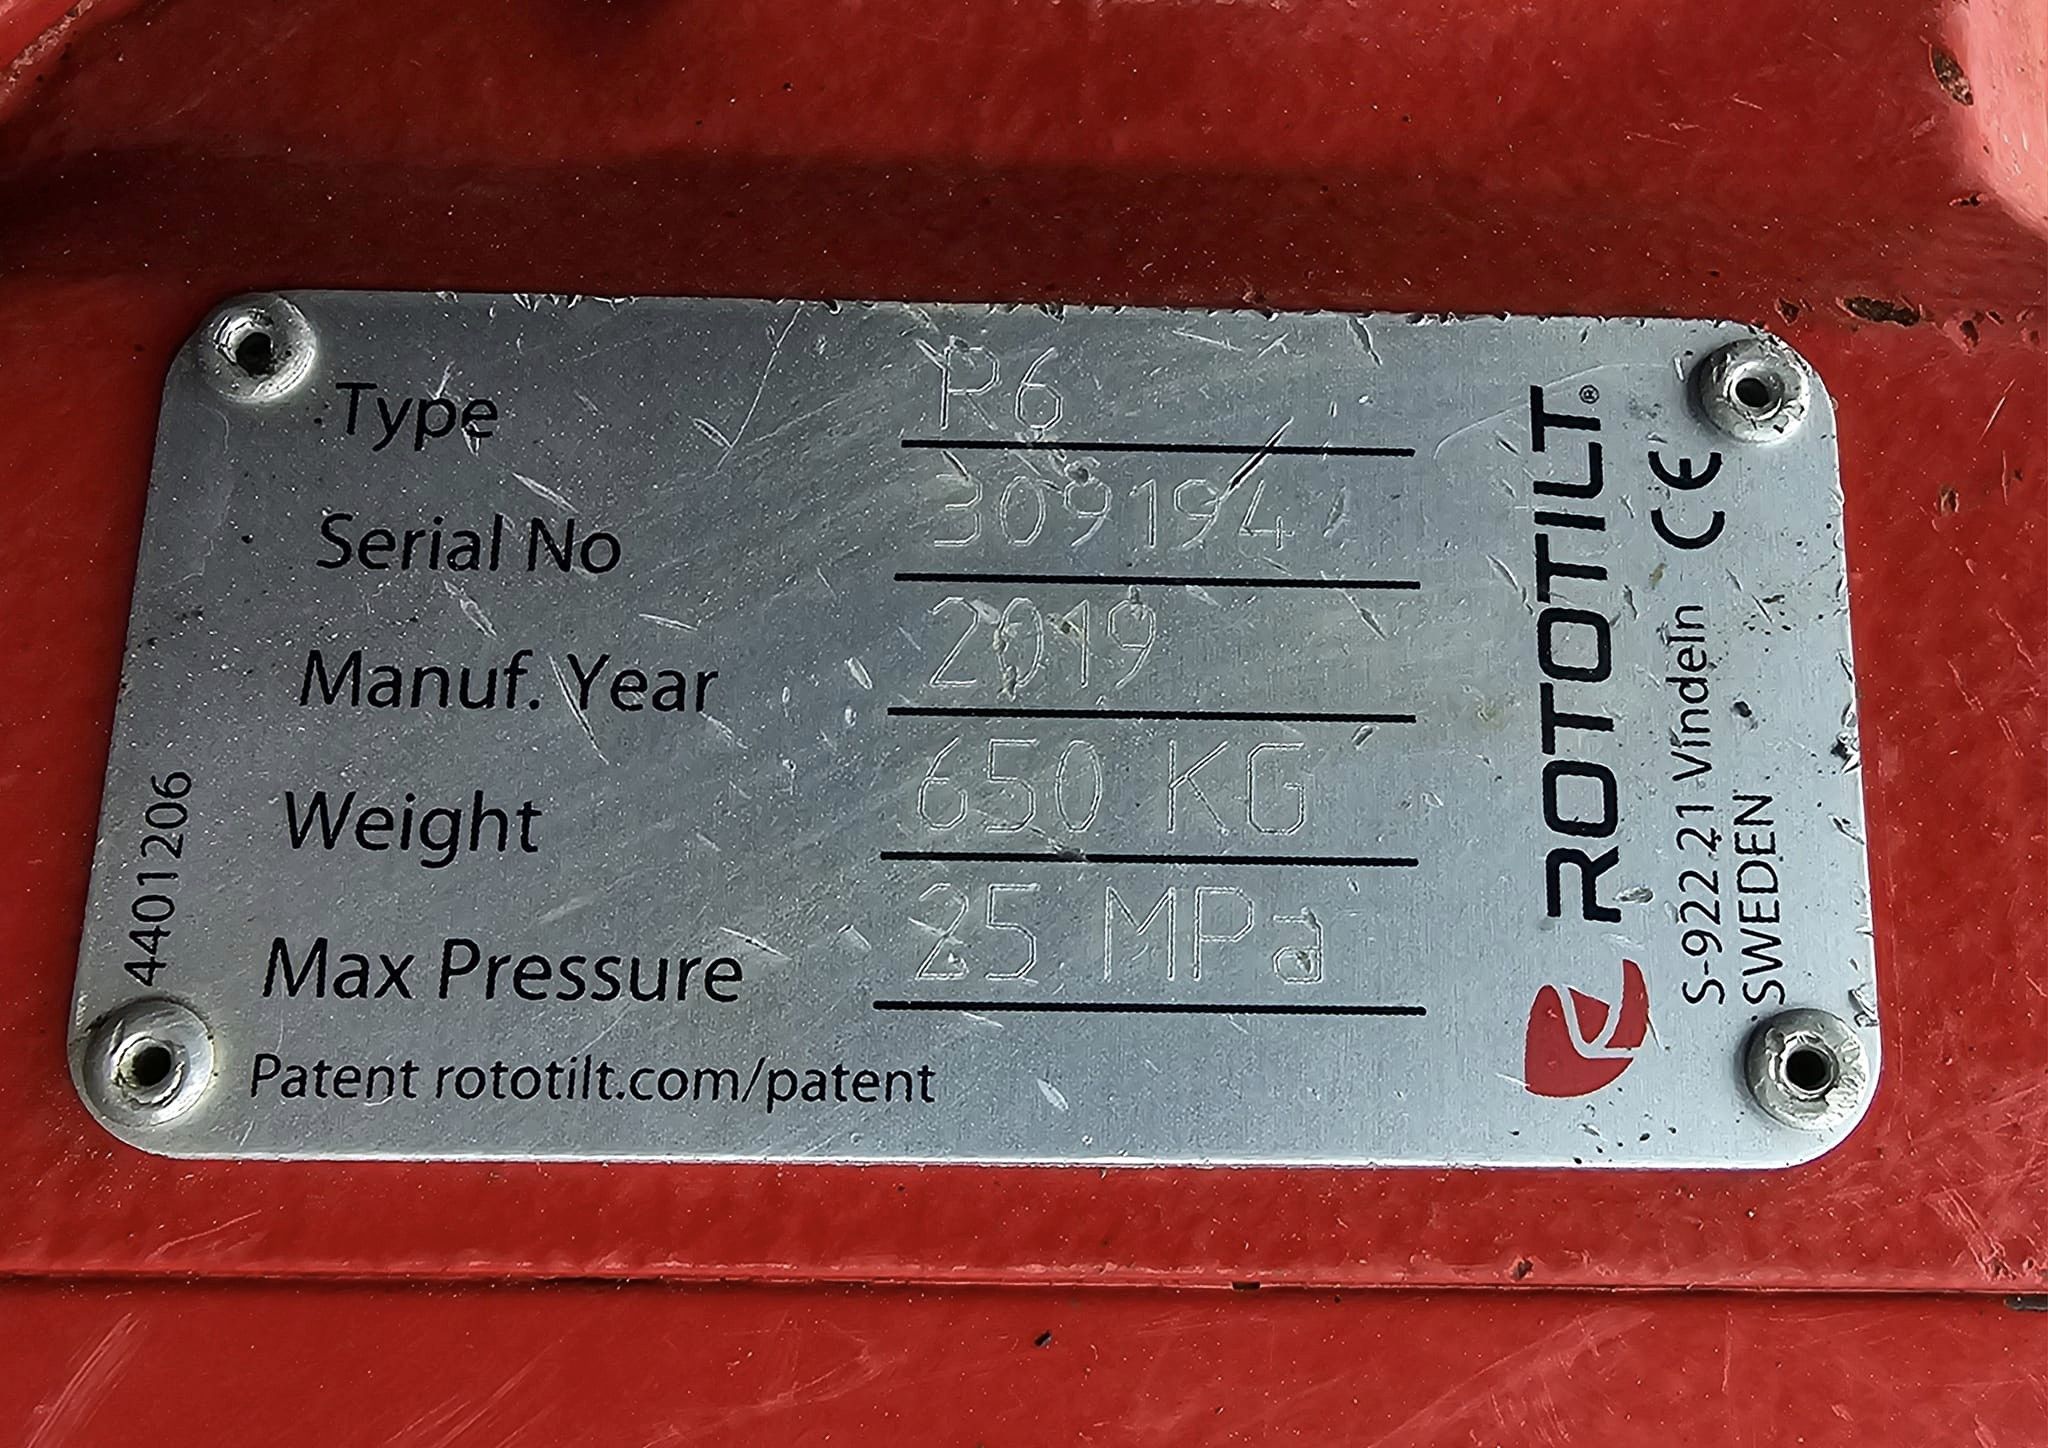 Type R6
Serial No 309194
Manuf. Year 2019
Weight 650 KG
Max Pressure 25 MPa
Patent rototilt.com/patent
4401206
ROTOTILT®
CE
S-922 21 Vindeln
SWEDEN